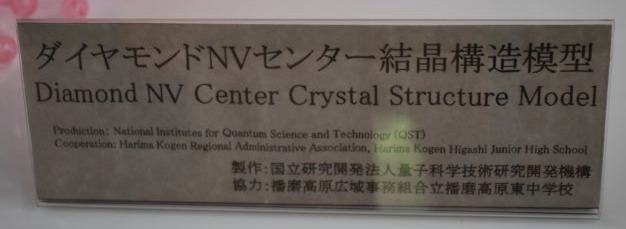 ダイヤモンドNVセンター結晶構造模型
Diamond NV Center Crystal Structure Model
Production: National Institutes for Quantum Science and Technology (QST)
Cooperation: Harima Kogen Regional Administrative Association, Harima Kogen Higashi Junior High School
製作:国立研究開発法人量子科学技術研究開発機構
協力:播磨高原広域事務組合立播磨高原東中学校